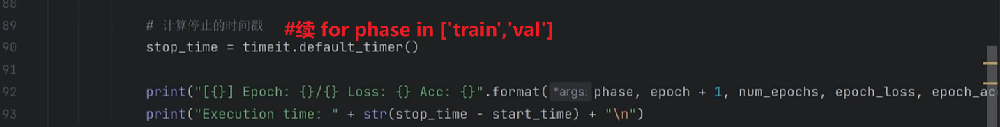 88
89 # 计算停止的时间戳 #续 for phase in ['train','val']
90 stop_time = timeit.default_timer()
91
92 print("[{}] Epoch: {}/{} Loss: {} Acc: {}".format( *args: phase, epoch + 1, num_epochs, epoch_loss, epoch_ac
93 print("Execution time: " + str(stop_time - start_time) + "\n")